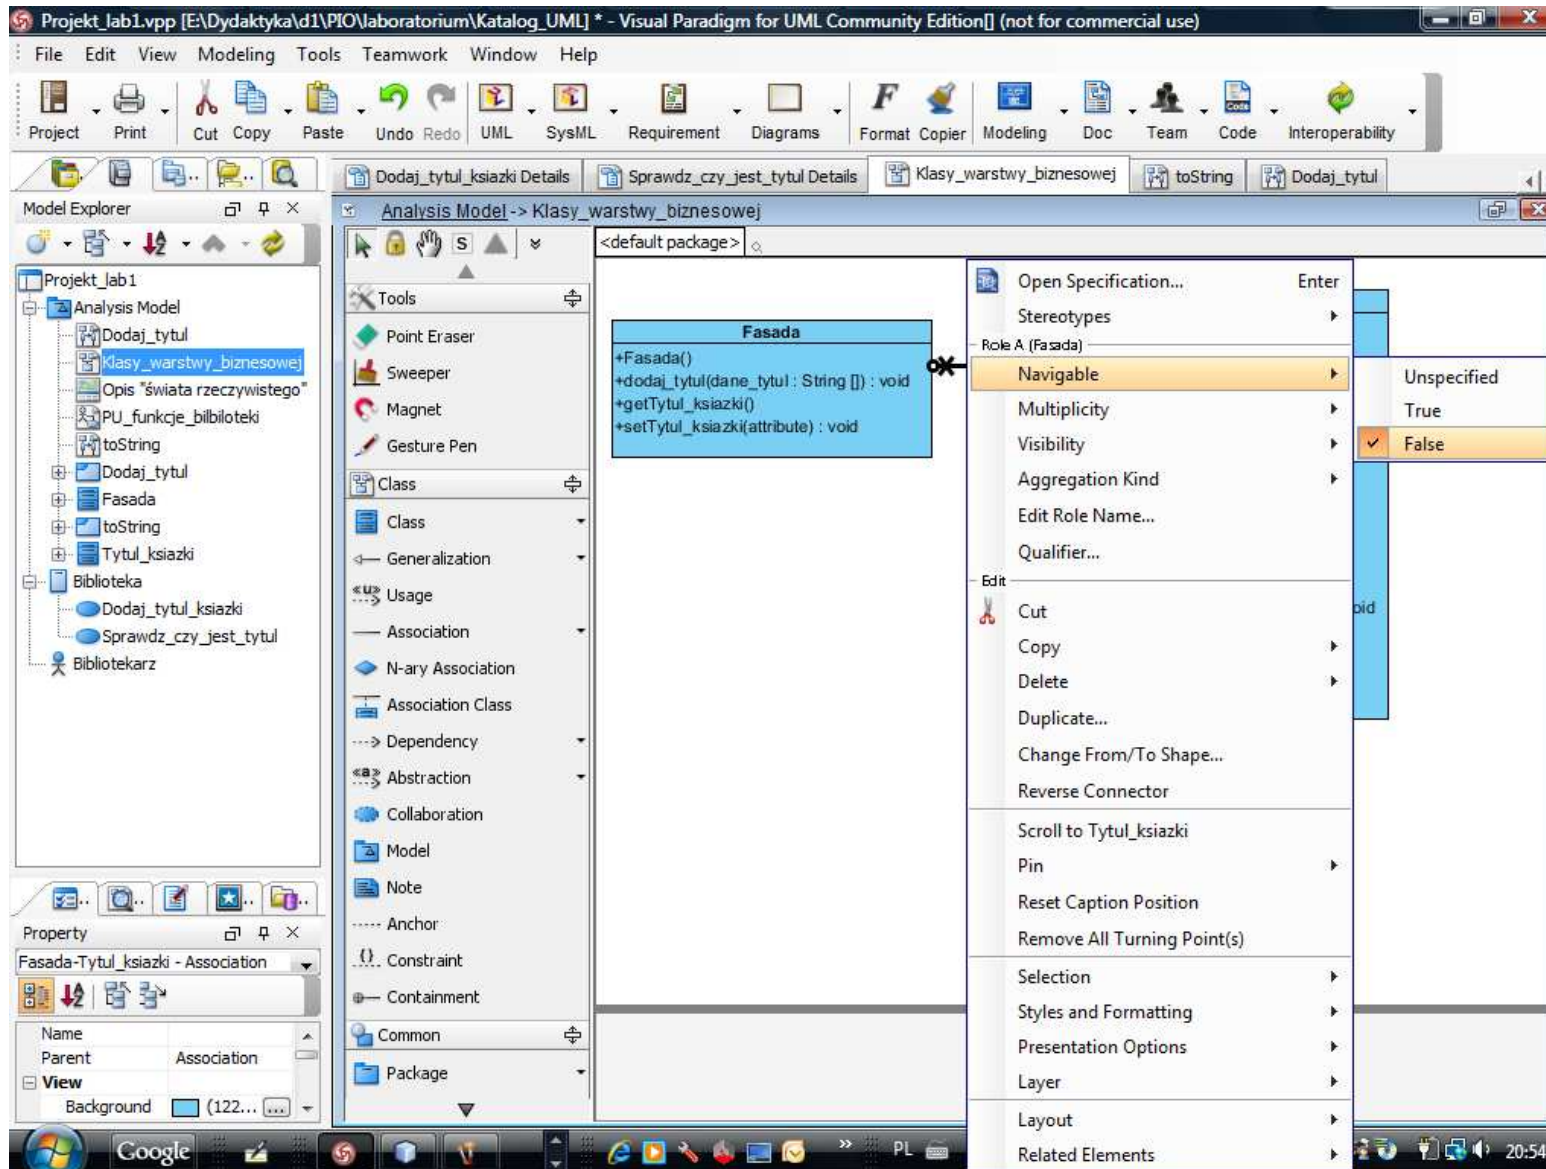 Projekt_lab1.vpp [E:\Dydaktyka\d1\PIO\laboratorium\Katalog_UML] * - Visual Paradigm for UML Community Edition[] (not for commercial use)
File Edit View Modeling Tools Teamwork Window Help
Project Print Cut Copy Paste Undo Redo UML SysML Requirement Diagrams Format Copier Modeling Doc Team Code Interoperability
Dodaj_tytul_ksiazki Details Sprawdz_czy_jest_tytul Details Klasy_warstwy_biznesowej toString Dodaj_tytul
Model Explorer
Analysis Model -> Klasy_warstwy_biznesowej
<default package>
Projekt_lab1
Analysis Model
Dodaj_tytul
Klasy_warstwy_biznesowej
Opis "świata rzeczywistego"
PU_funkcje_bilbiloteki
toString
Dodaj_tytul
Fasada
toString
Tytul_ksiazki
Biblioteka
Dodaj_tytul_ksiazki
Sprawdz_czy_jest_tytul
Bibliotekarz
Property
Fasada-Tytul_ksiazki - Association
Name
Parent Association
View
Background (122...
Tools
Point Eraser
Sweeper
Magnet
Gesture Pen
Class
Class
Generalization
Usage
Association
N-ary Association
Association Class
Dependency
Abstraction
Collaboration
Model
Note
Anchor
Constraint
Containment
Common
Package
Fasada
+Fasada()
+dodaj_tytul(dane_tytul : String []) : void
+getTytul_ksiazki()
+setTytul_ksiazki(attribute) : void
oid
Open Specification... Enter
Stereotypes
Role A (Fasada)
Navigable
Multiplicity
Visibility
Aggregation Kind
Edit Role Name...
Qualifier...
Edit
Cut
Copy
Delete
Duplicate...
Change From/To Shape...
Reverse Connector
Scroll to Tytul_ksiazki
Pin
Reset Caption Position
Remove All Turning Point(s)
Selection
Styles and Formatting
Presentation Options
Layer
Layout
Related Elements
Unspecified
True
False
Google PL 20:54